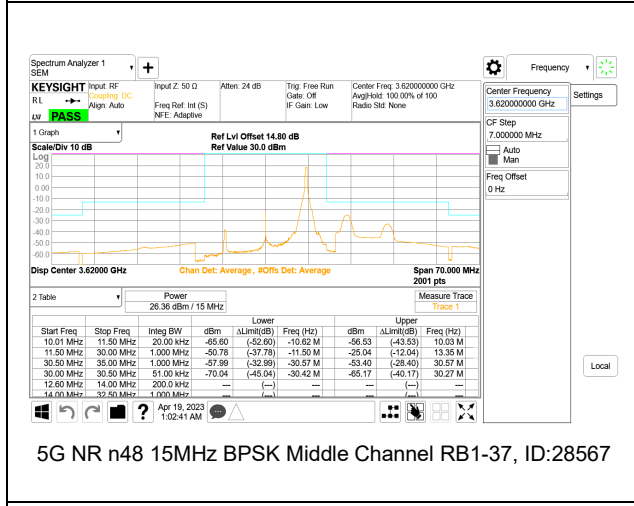 Spectrum Analyzer 1
SEM
+
Frequency
KEYSIGHT
RL
LXI
PASS
Input: RF
Coupling: DC
Align: Auto
Input Z: 50 Ω
Freq Ref: Int (S)
NFE: Adaptive
Atten: 24 dB
Trig: Free Run
Gate: Off
IF Gain: Low
Center Freq: 3.620000000 GHz
Avg|Hold: 100.00% of 100
Radio Std: None
Center Frequency
3.620000000 GHz
Settings
CF Step
7.000000 MHz
Auto
Man
Freq Offset
0 Hz
1 Graph
Scale/Div 10 dB
Ref Lvl Offset 14.80 dB
Ref Value 30.0 dBm
Log
20.0
10.0
0.00
-10.0
-20.0
-30.0
-40.0
-50.0
-60.0
Disp Center 3.62000 GHz
Chan Det: Average, #Offs Det: Average
Span 70.000 MHz
2001 pts
2 Table
Power
26.36 dBm / 15 MHz
Measure Trace
Trace 1
Lower Upper
Start Freq Stop Freq Integ BW dBm ΔLimit(dB) Freq (Hz) dBm ΔLimit(dB) Freq (Hz)
10.01 MHz 11.50 MHz 20.00 kHz -65.60 (-52.60) -10.62 M -56.53 (-43.53) 10.03 M
11.50 MHz 30.00 MHz 1.000 MHz -50.78 (-37.78) -11.50 M -25.04 (-12.04) 13.35 M
30.50 MHz 35.00 MHz 1.000 MHz -57.99 (-32.99) -30.57 M -53.40 (-28.40) 30.57 M
30.00 MHz 30.50 MHz 51.00 kHz -70.04 (-45.04) -30.42 M -65.17 (-40.17) 30.27 M
12.60 MHz 14.00 MHz 200.0 kHz --- (---) --- --- (---) ---
14.00 MHz 32.50 MHz 1.000 MHz --- (---) --- --- (---) ---
Local
?
Apr 19, 2023
1:02:41 AM
5G NR n48 15MHz BPSK Middle Channel RB1-37, ID:28567